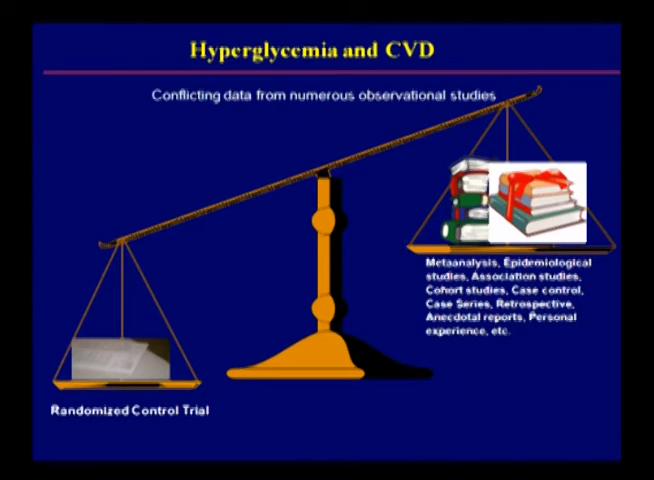 Hyperglycemia and CVD
Conflicting data from numerous observational studies
Metaanalysis, Epidemiological
studies, Association studies,
Cohort studies, Case control,
Case Series, Retrospective,
Anecdotal reports, Personal
experience, etc.
Randomized Control Trial